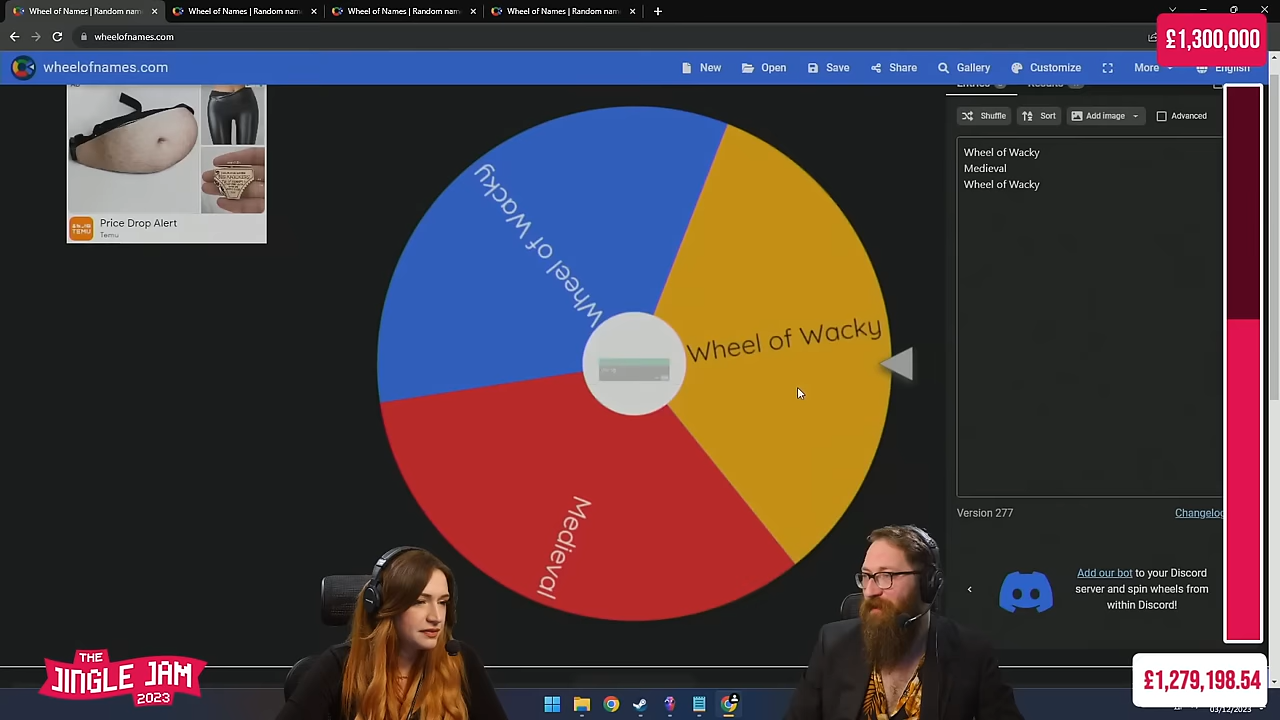 Wheel of Names | Random nam
Wheel of Names | Random nam
Wheel of Names | Random nam
Wheel of Names | Random nam
wheelofnames.com
£1,300,000
wheelofnames.com
New
Open
Save
Share
Gallery
Customize
More
English
Shuffle
Sort
Add image
Advanced
Wheel of Wacky
Medieval
Wheel of Wacky
Price Drop Alert
Temu
TEMU
Wheel of Wacky
Wheel of Wacky
Medieval
Version 277
Changelog
Add our bot to your Discord
server and spin wheels from
within Discord!
THE
JINGLE JAM
2023
£1,279,198.54
03/12/2023